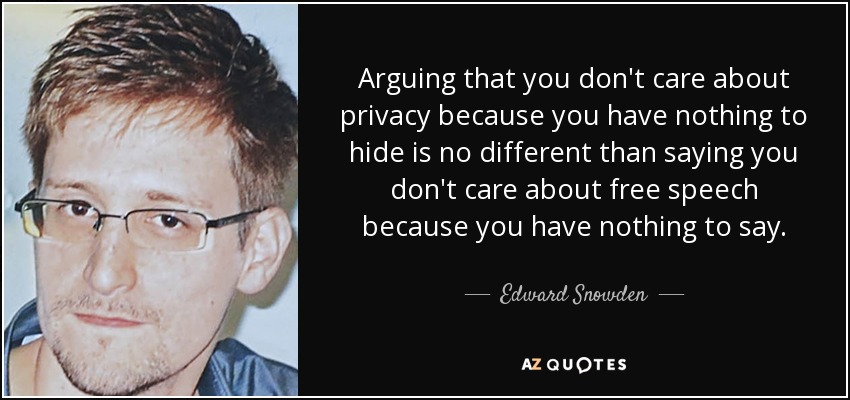 Arguing that you don't care about
privacy because you have nothing to
hide is no different than saying you
don't care about free speech
because you have nothing to say.
Edward Snowden
AZ QUOTES